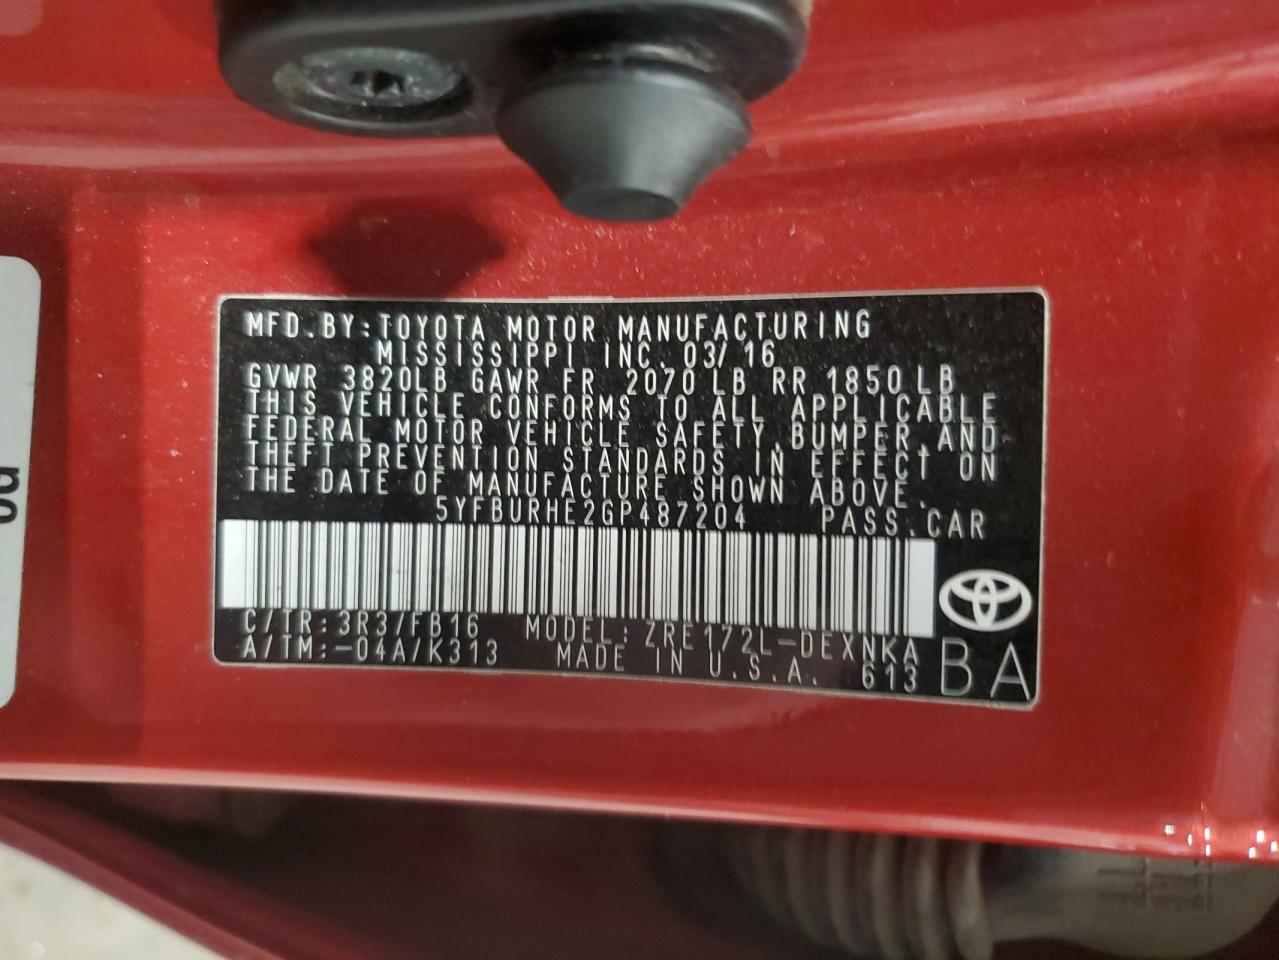 MFD.BY:TOYOTA MOTOR MANUFACTURING
MISSISSIPPI INC. 03/16
GVWR 3820LB GAWR FR 2070 LB RR 1850 LB
THIS VEHICLE CONFORMS TO ALL APPLICABLE
FEDERAL MOTOR VEHICLE SAFETY, BUMPER, AND
THEFT PREVENTION STANDARDS IN EFFECT ON
THE DATE OF MANUFACTURE SHOWN ABOVE.
5YFBURHE2GP487204 PASS.CAR
C/TR:3R3/FB16 MODEL:ZRE172L-DEXNKA
A/TM:-04A/K313 MADE IN U.S.A. 613
BA